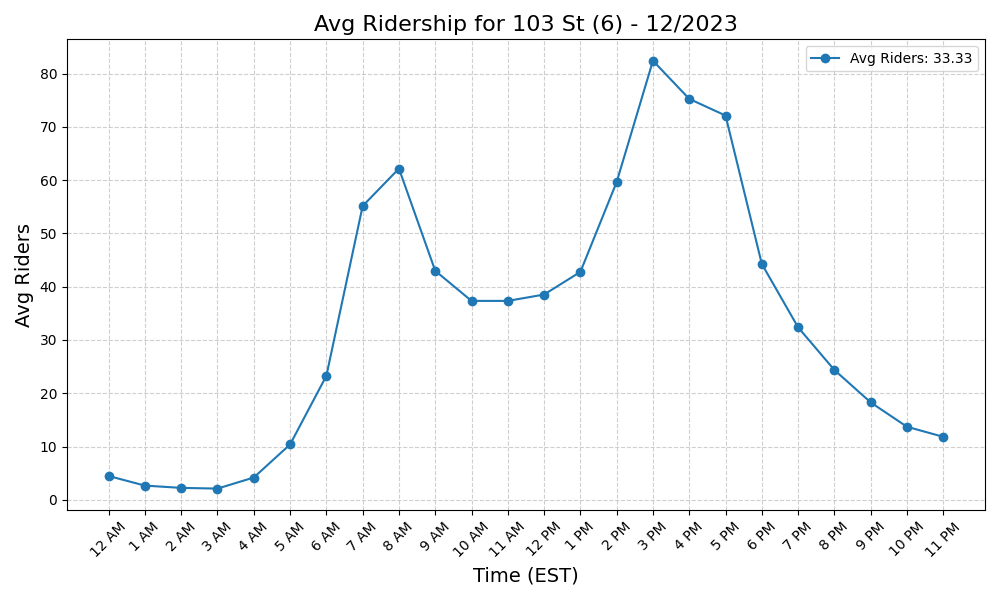 Avg Ridership for 103 St (6) - 12/2023
Avg Riders: 33.33
Avg Riders
80
70
60
50
40
30
20
10
0
12 AM
1 AM
2 AM
3 AM
4 AM
5 AM
6 AM
7 AM
8 AM
9 AM
10 AM
11 AM
12 PM
1 PM
2 PM
3 PM
4 PM
5 PM
6 PM
7 PM
8 PM
9 PM
10 PM
11 PM
Time (EST)